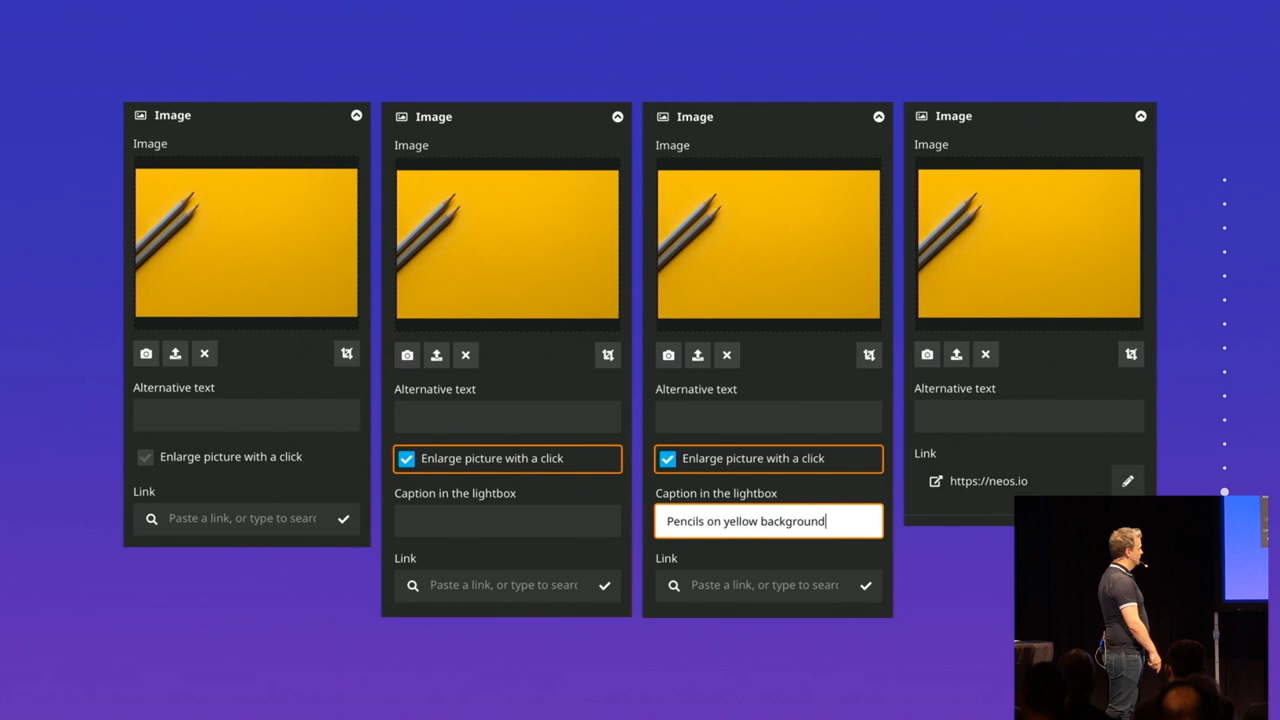 Image
Image
Alternative text
Enlarge picture with a click
Link
Paste a link, or type to searc
Image
Image
Alternative text
Enlarge picture with a click
Caption in the lightbox
Link
Paste a link, or type to searc
Image
Image
Alternative text
Enlarge picture with a click
Caption in the lightbox
Pencils on yellow background
Link
Paste a link, or type to searc
Image
Image
Alternative text
Link
https://neos.io